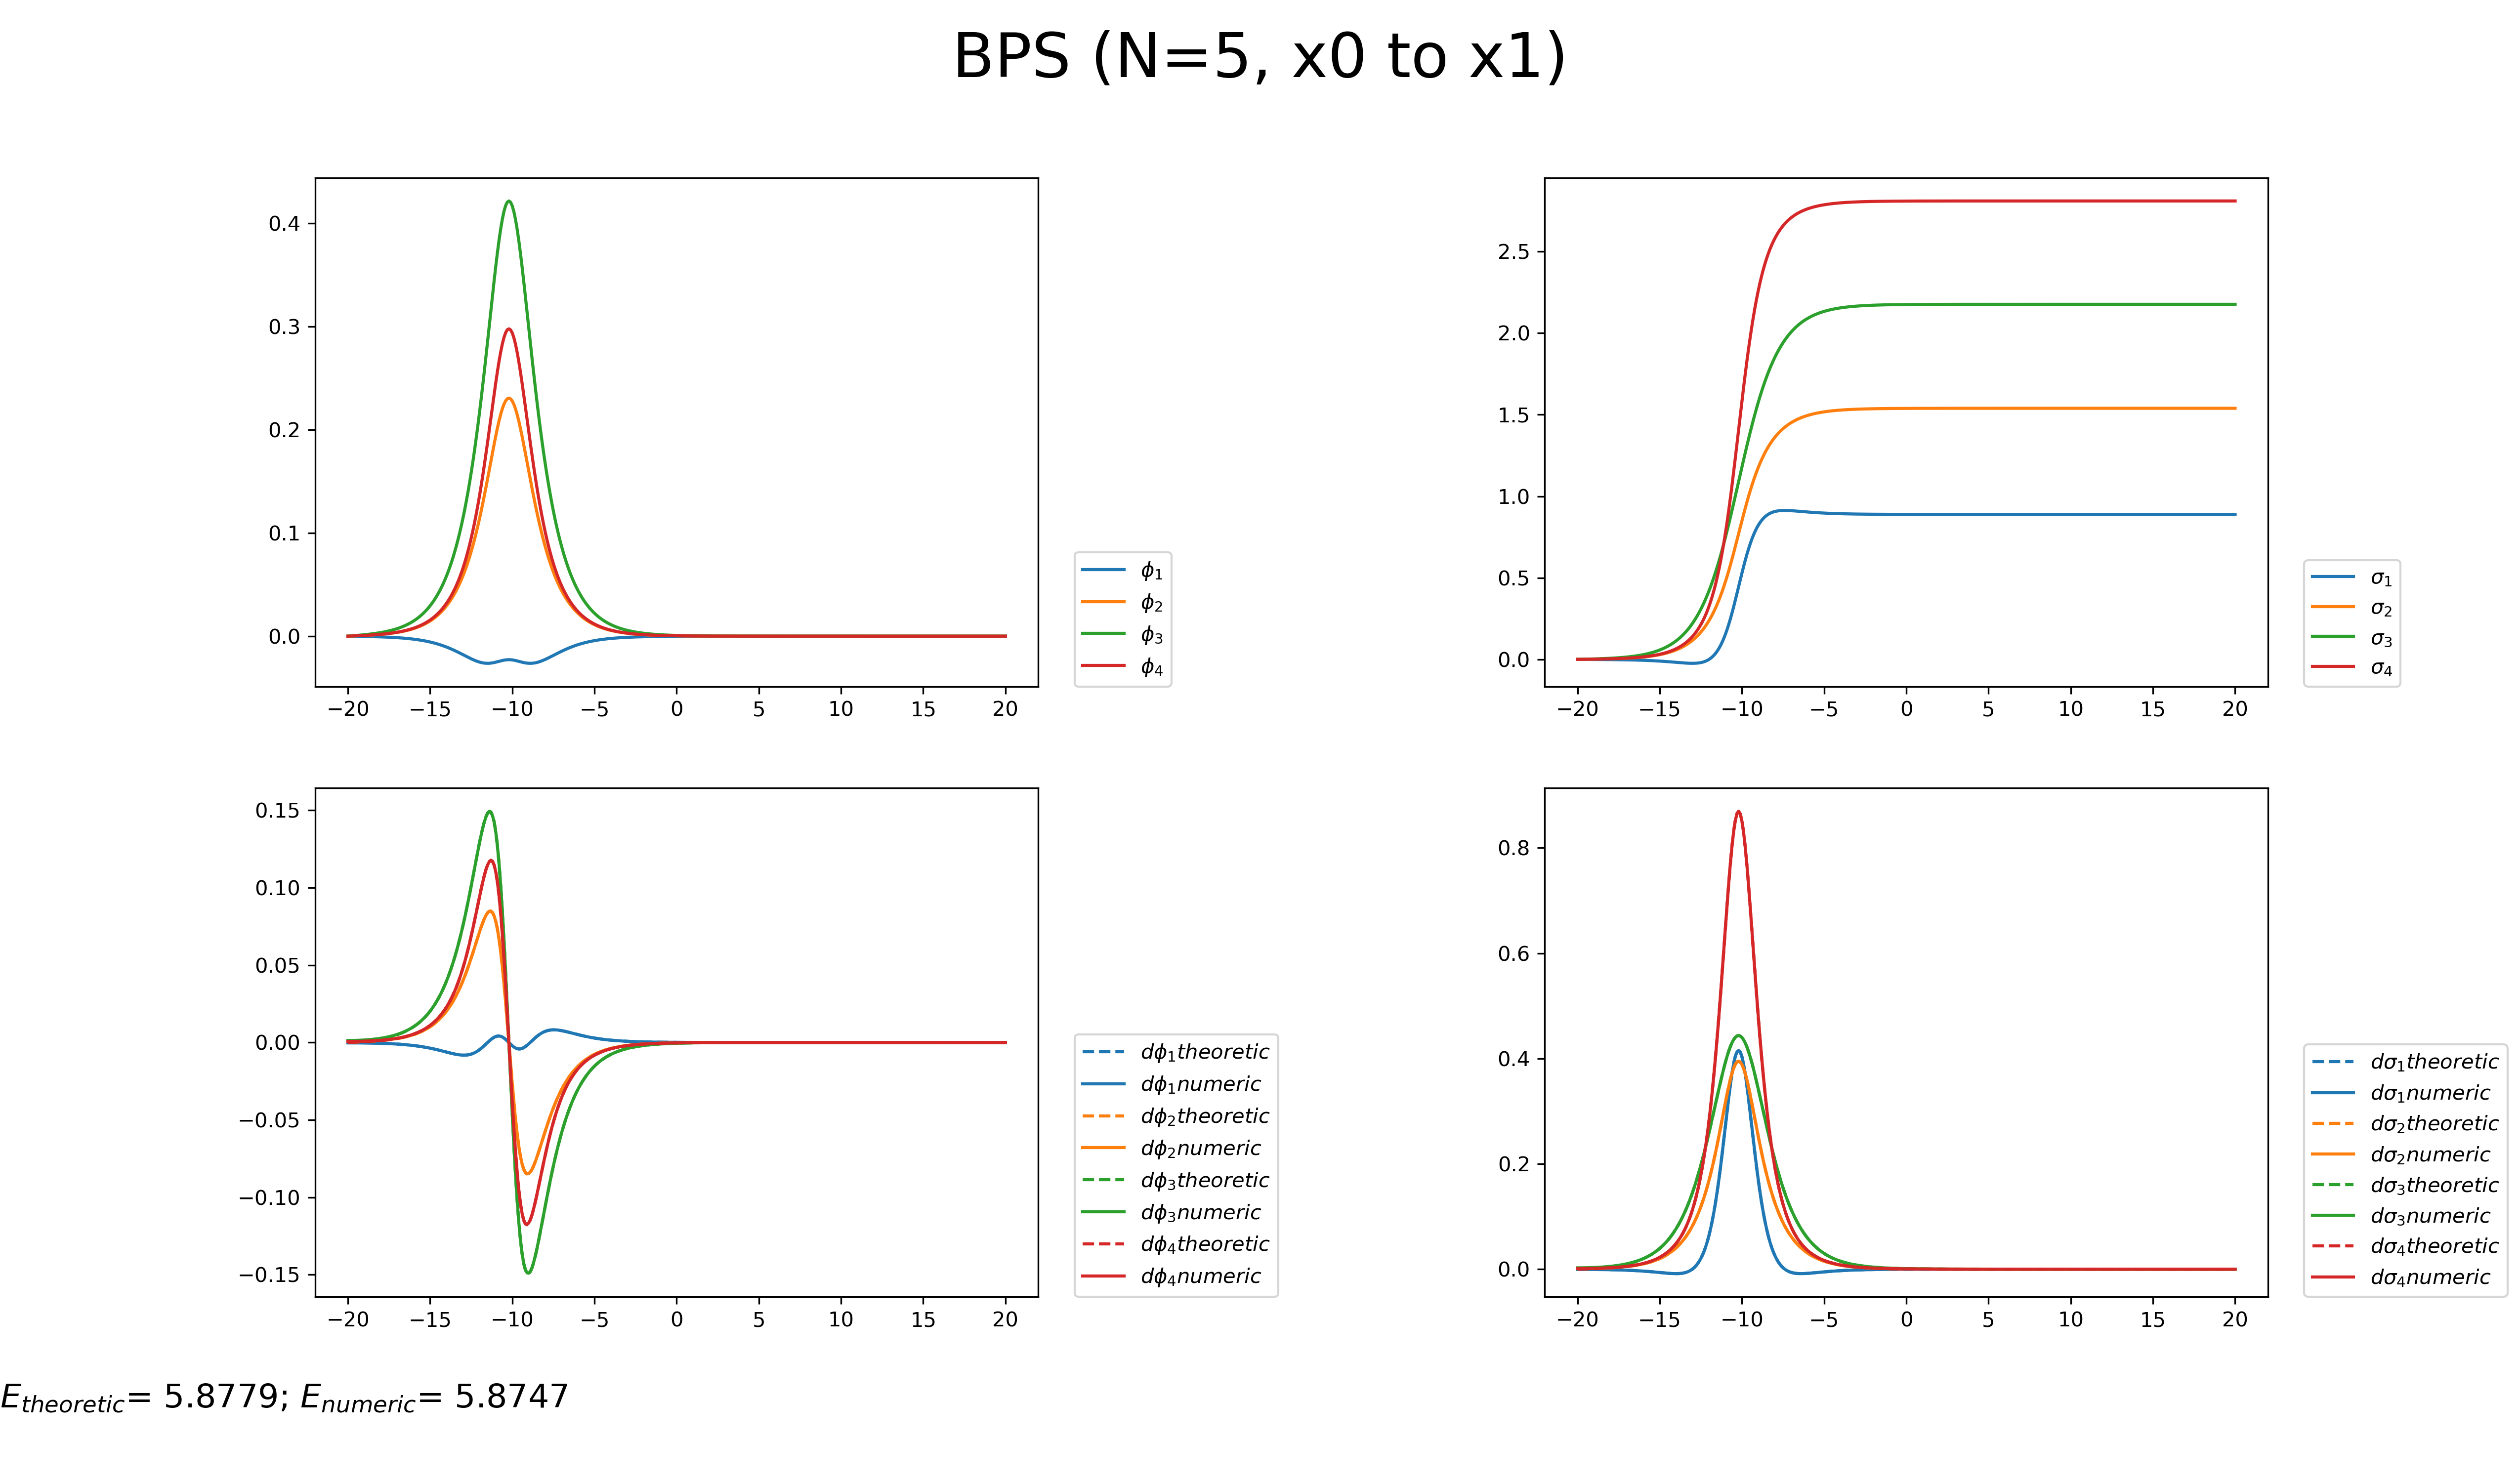 BPS (N=5, x0 to x1)
0.4
0.3
0.2
0.1
0.0
−20 −15 −10 −5 0 5 10 15 20
ϕ₁
ϕ₂
ϕ₃
ϕ₄
2.5
2.0
1.5
1.0
0.5
0.0
−20 −15 −10 −5 0 5 10 15 20
σ₁
σ₂
σ₃
σ₄
0.15
0.10
0.05
0.00
−0.05
−0.10
−0.15
−20 −15 −10 −5 0 5 10 15 20
dϕ₁theoretic
dϕ₁numeric
dϕ₂theoretic
dϕ₂numeric
dϕ₃theoretic
dϕ₃numeric
dϕ₄theoretic
dϕ₄numeric
0.8
0.6
0.4
0.2
0.0
−20 −15 −10 −5 0 5 10 15 20
dσ₁theoretic
dσ₁numeric
dσ₂theoretic
dσ₂numeric
dσ₃theoretic
dσ₃numeric
dσ₄theoretic
dσ₄numeric
E_theoretic= 5.8779; E_numeric= 5.8747